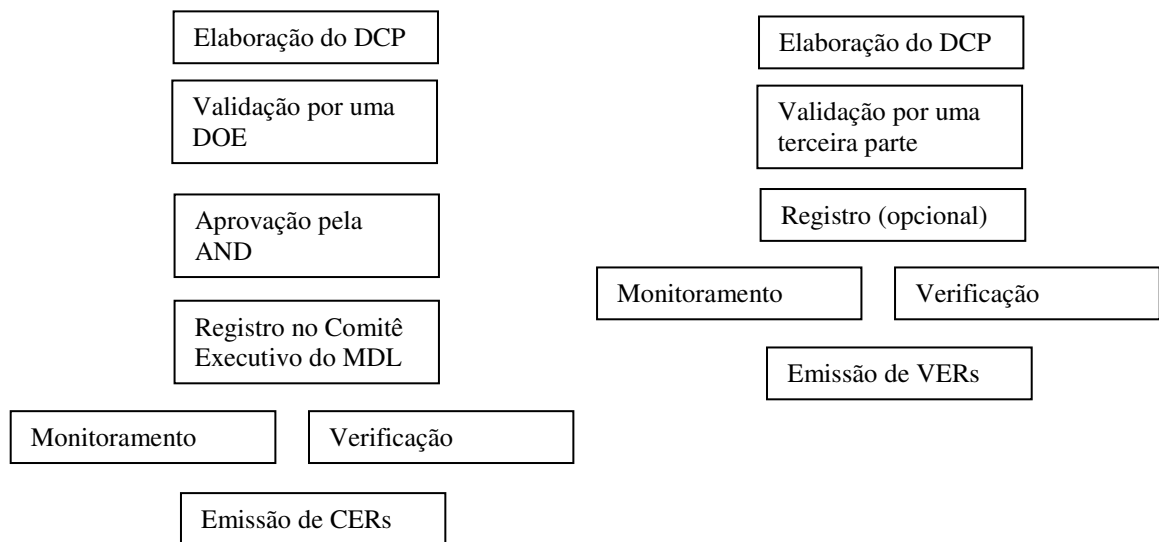 Elaboração do DCP
Validação por uma
DOE
Aprovação pela
AND
Registro no Comitê
Executivo do MDL
Monitoramento
Verificação
Emissão de CERs
Elaboração do DCP
Validação por uma
terceira parte
Registro (opcional)
Monitoramento
Verificação
Emissão de VERs